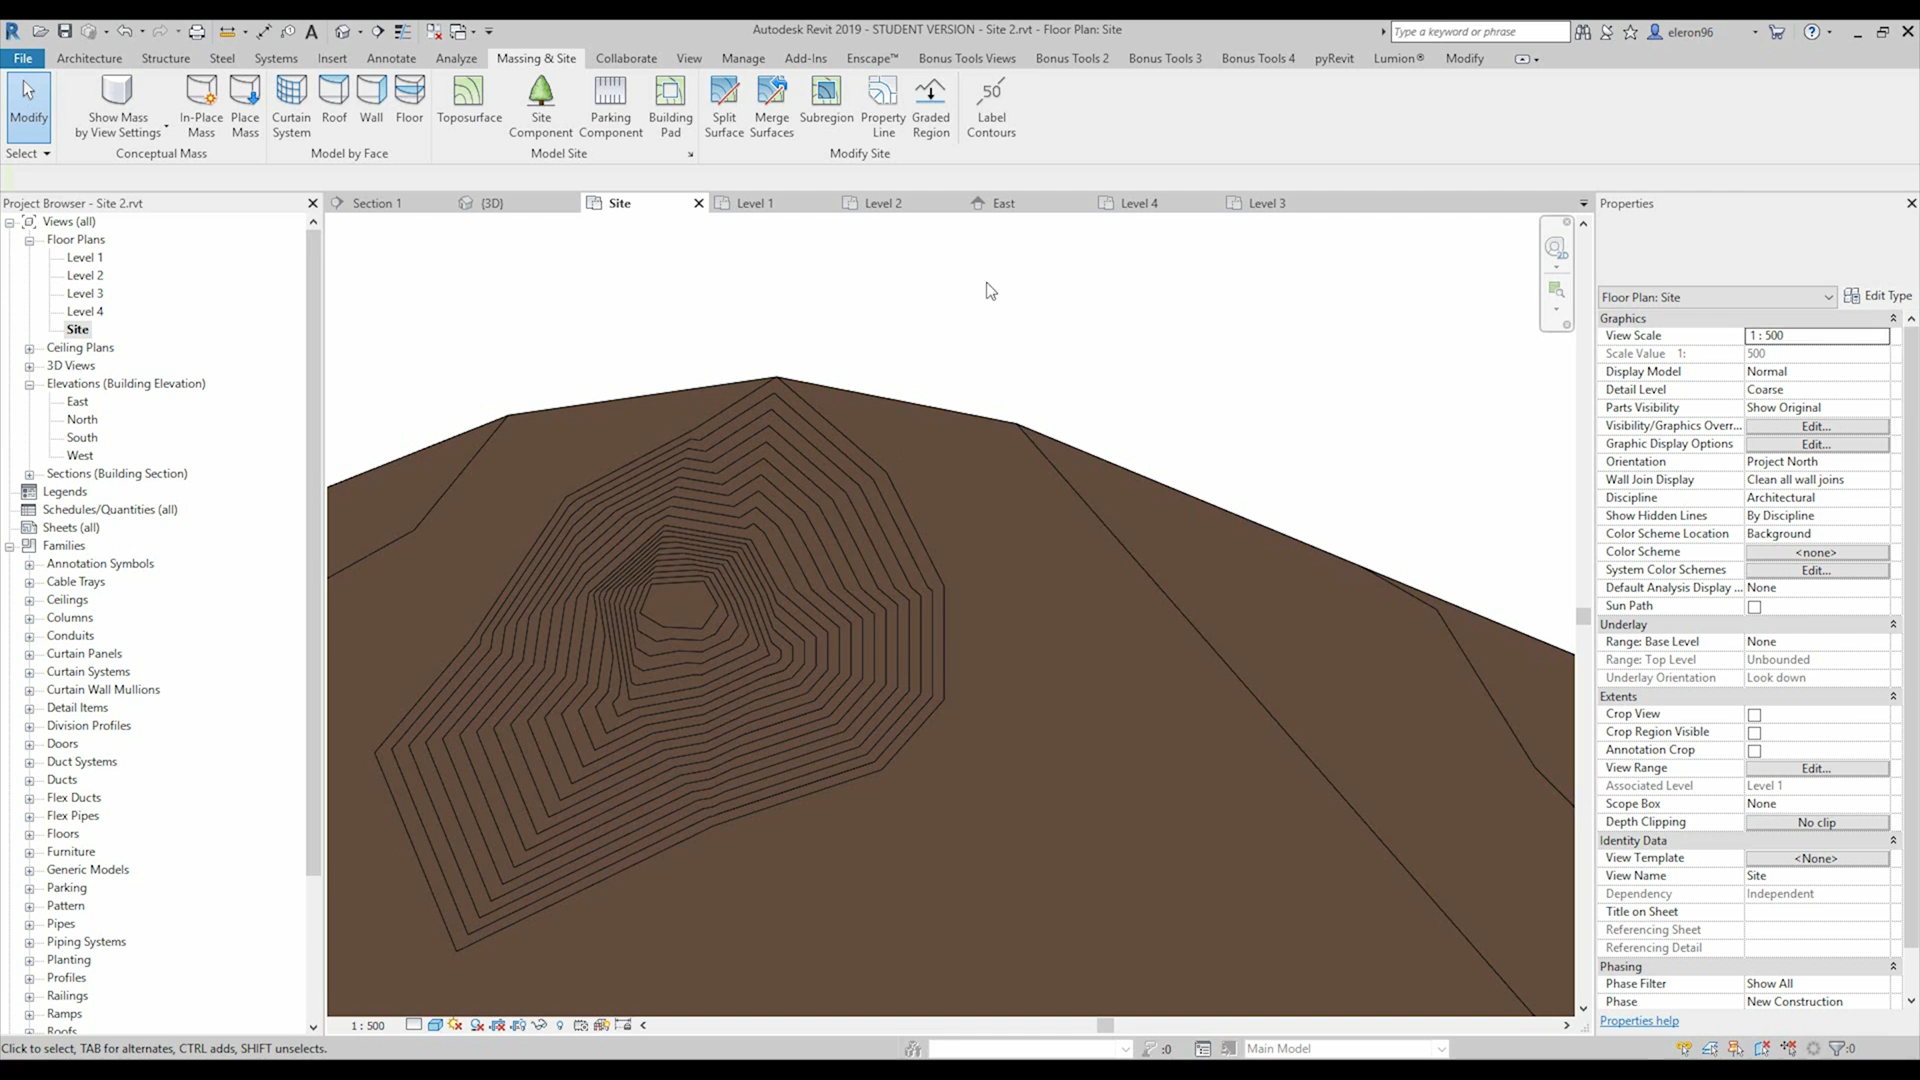 Autodesk Revit 2019 - STUDENT VERSION - Site 2.rvt - Floor Plan: Site
Type a keyword or phrase
eleron96
File Architecture Structure Steel Systems Insert Annotate Analyze Massing & Site Collaborate View Manage Add-Ins Enscape™ Bonus Tools Views Bonus Tools 2 Bonus Tools 3 Bonus Tools 4 pyRevit Lumion® Modify
Modify
Show Mass
by View Settings
In-Place
Mass
Place
Mass
Curtain
System
Roof
Wall
Floor
Toposurface
Site
Component
Parking
Component
Building
Pad
Split
Surface
Merge
Surfaces
Subregion
Property
Line
Graded
Region
50
Label
Contours
Select
Conceptual Mass
Model by Face
Model Site
Modify Site
Project Browser - Site 2.rvt
Views (all)
Floor Plans
Level 1
Level 2
Level 3
Level 4
Site
Ceiling Plans
3D Views
Elevations (Building Elevation)
East
North
South
West
Sections (Building Section)
Legends
Schedules/Quantities (all)
Sheets (all)
Families
Annotation Symbols
Cable Trays
Ceilings
Columns
Conduits
Curtain Panels
Curtain Systems
Curtain Wall Mullions
Detail Items
Division Profiles
Doors
Duct Systems
Ducts
Flex Ducts
Flex Pipes
Floors
Furniture
Generic Models
Parking
Pattern
Pipes
Piping Systems
Planting
Profiles
Railings
Ramps
Roofs
Section 1
{3D}
Site
Level 1
Level 2
East
Level 4
Level 3
2D
1 : 500
Properties
Floor Plan: Site
Edit Type
Graphics
View Scale 1 : 500
Scale Value 1: 500
Display Model Normal
Detail Level Coarse
Parts Visibility Show Original
Visibility/Graphics Overr... Edit...
Graphic Display Options Edit...
Orientation Project North
Wall Join Display Clean all wall joins
Discipline Architectural
Show Hidden Lines By Discipline
Color Scheme Location Background
Color Scheme <none>
System Color Schemes Edit...
Default Analysis Display ... None
Sun Path
Underlay
Range: Base Level None
Range: Top Level Unbounded
Underlay Orientation Look down
Extents
Crop View
Crop Region Visible
Annotation Crop
View Range Edit...
Associated Level Level 1
Scope Box None
Depth Clipping No clip
Identity Data
View Template <None>
View Name Site
Dependency Independent
Title on Sheet
Referencing Sheet
Referencing Detail
Phasing
Phase Filter Show All
Phase New Construction
Properties help
Click to select, TAB for alternates, CTRL adds, SHIFT unselects.
:0
Main Model
:0